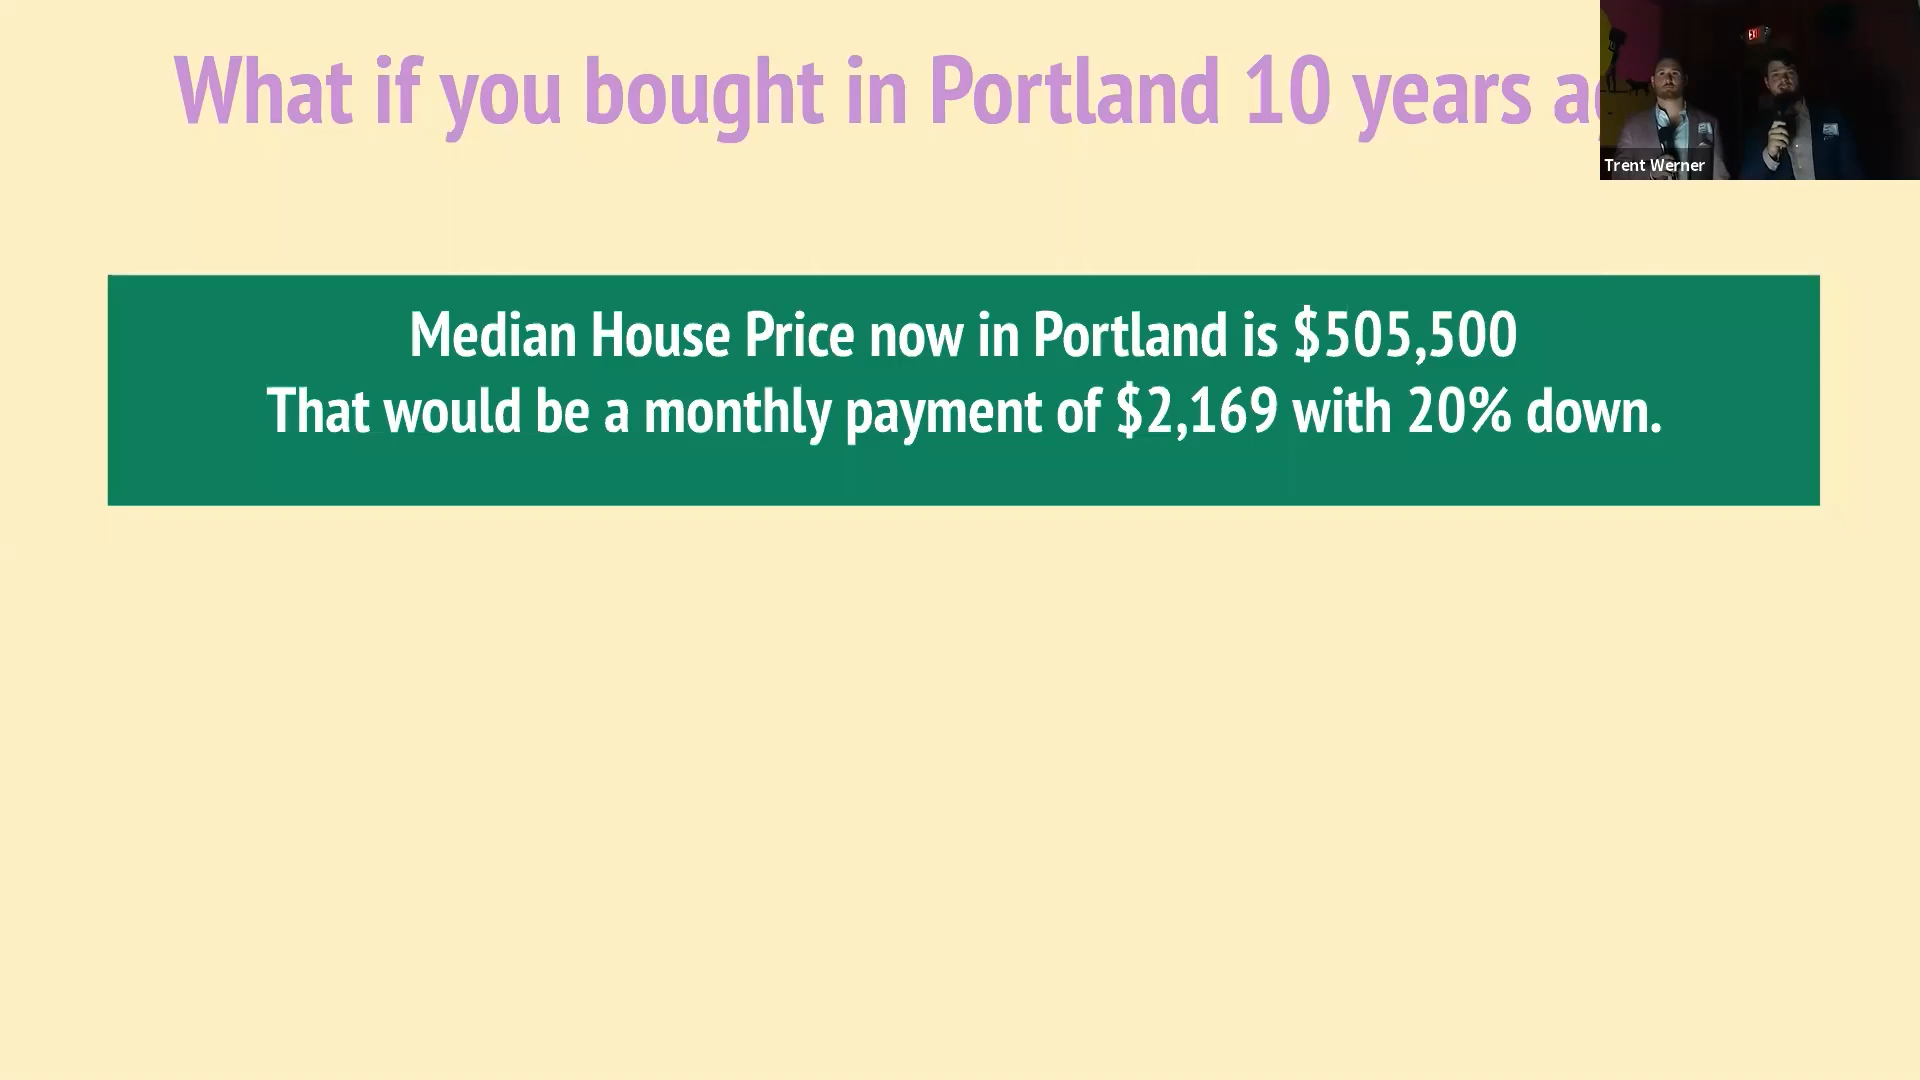 What if you bought in Portland 10 years
Trent Werner
Median House Price now in Portland is $505,500
That would be a monthly payment of $2,169 with 20% down.